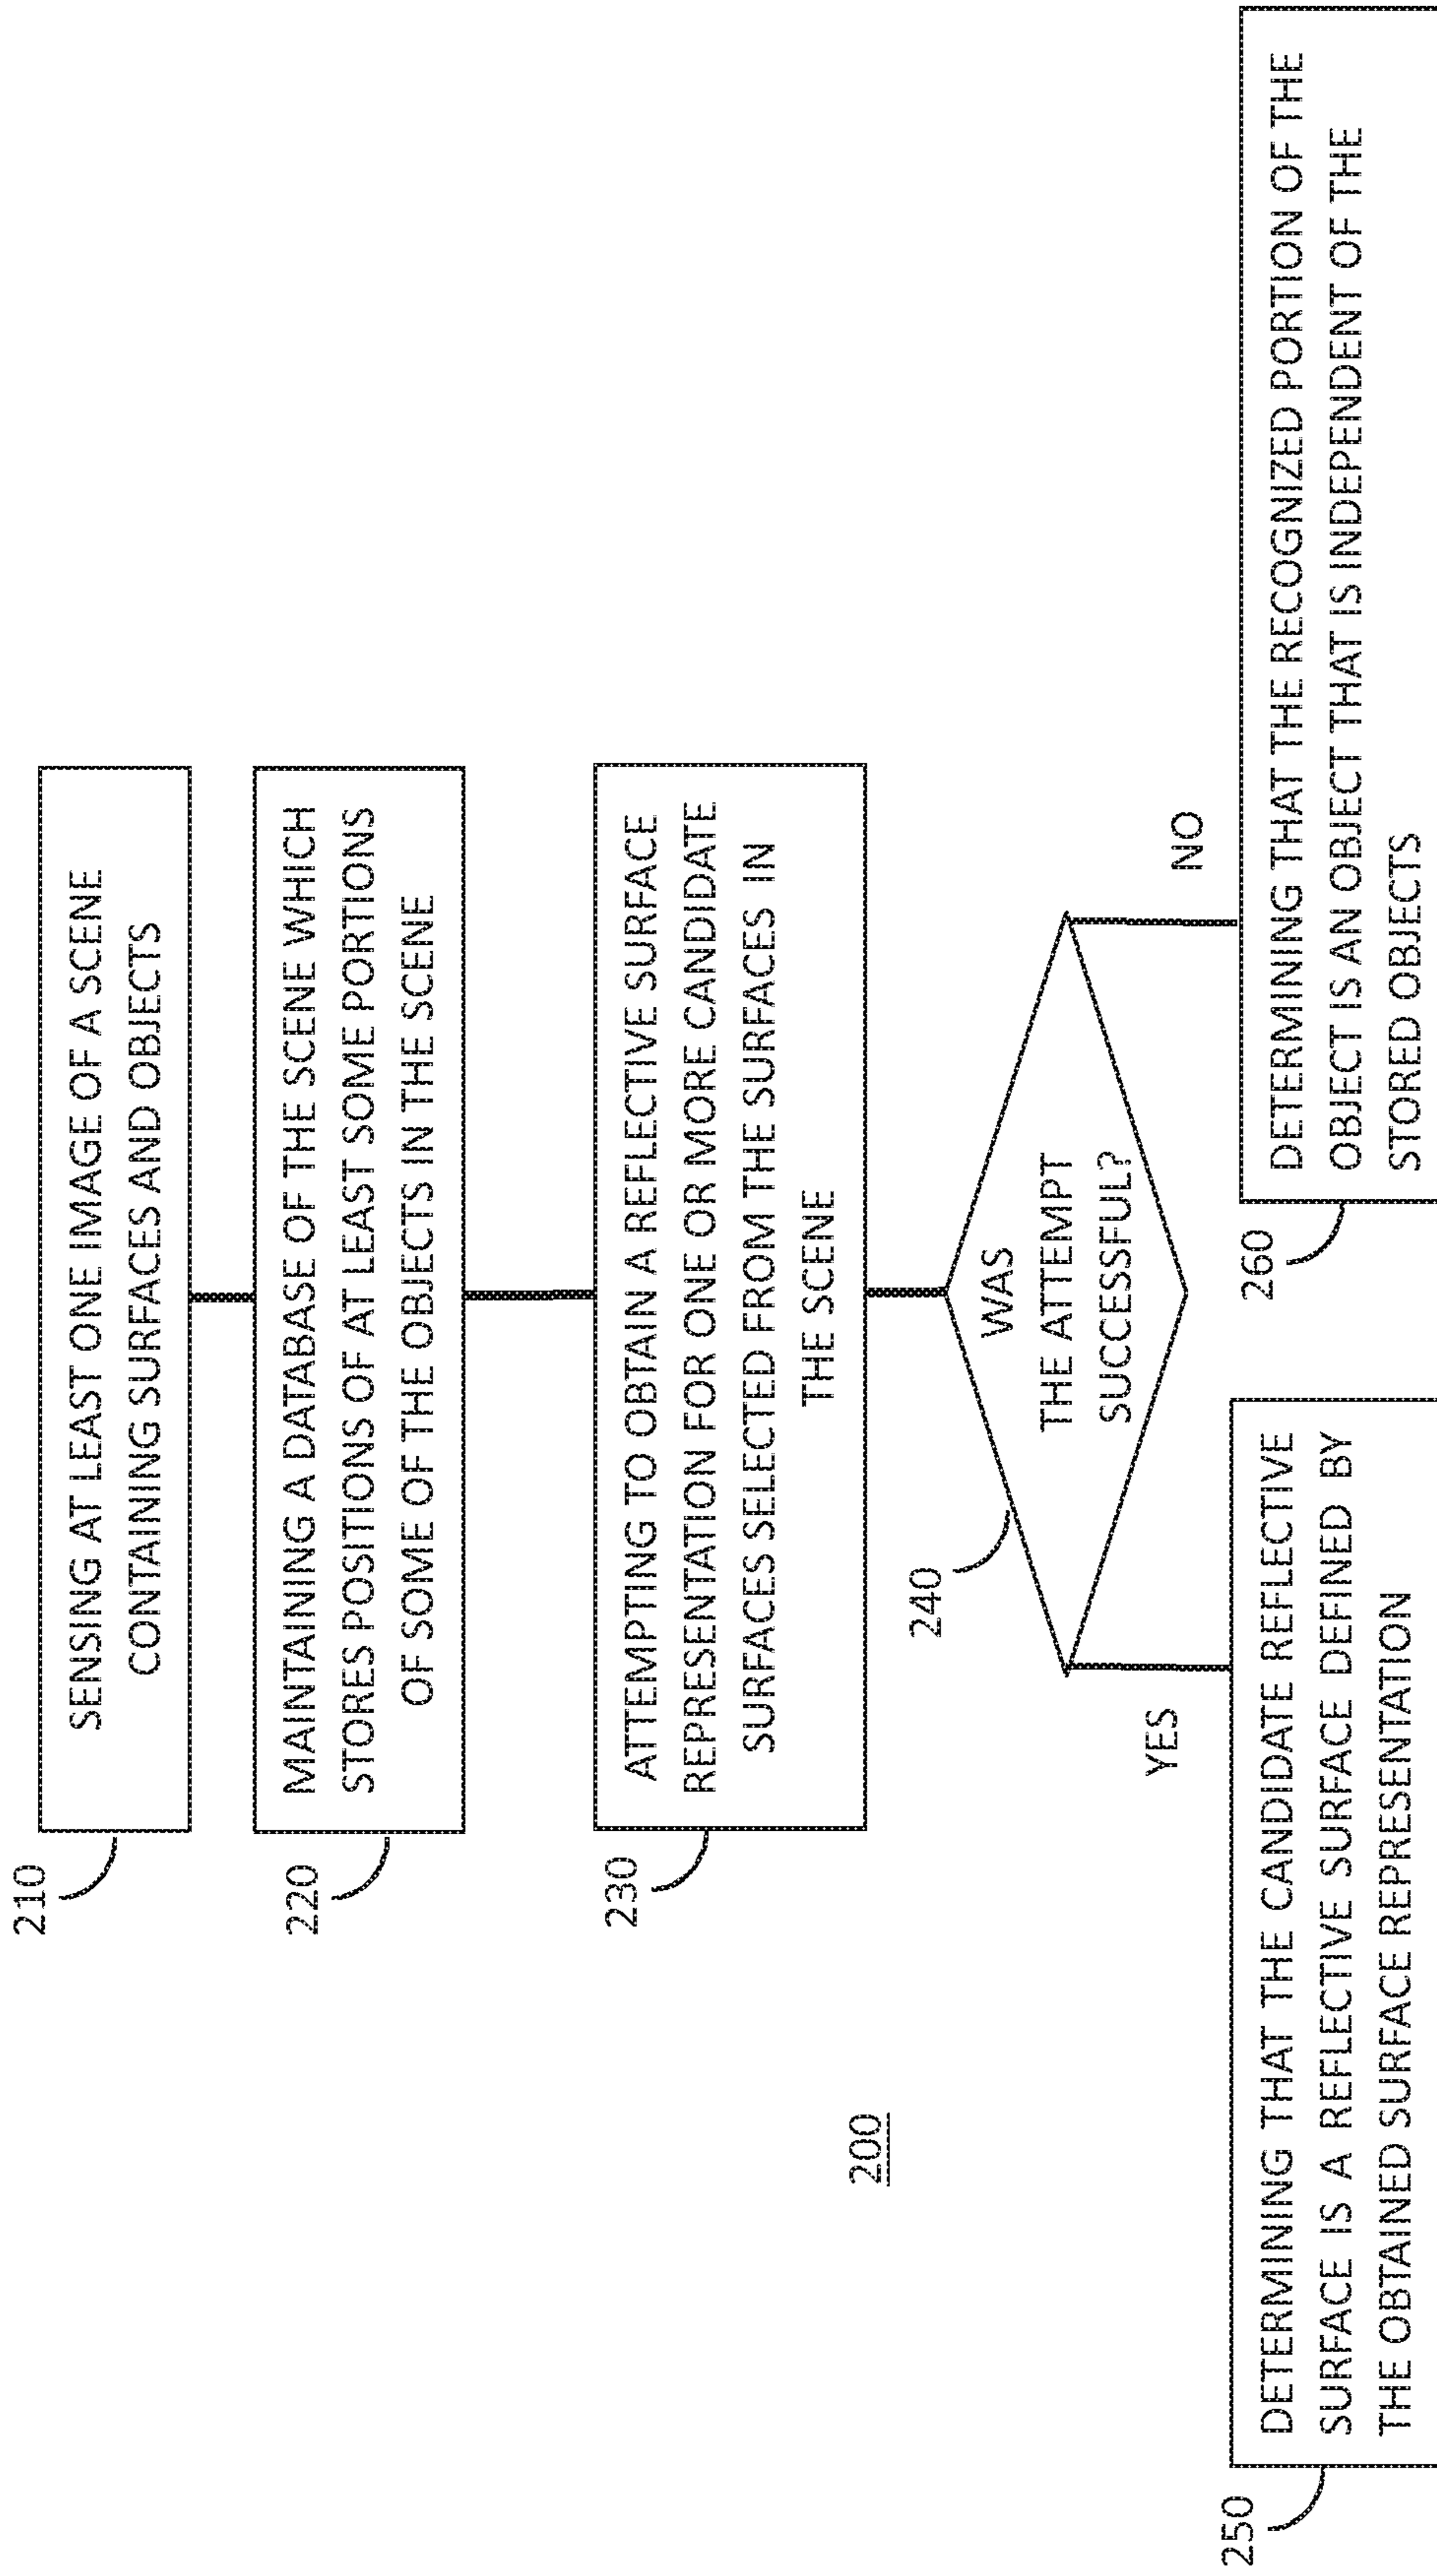 210
SENSING AT LEAST ONE IMAGE OF A SCENE
CONTAINING SURFACES AND OBJECTS
220
MAINTAINING A DATABASE OF THE SCENE WHICH
STORES POSITIONS OF AT LEAST SOME PORTIONS
OF SOME OF THE OBJECTS IN THE SCENE
230
ATTEMPTING TO OBTAIN A REFLECTIVE SURFACE
REPRESENTATION FOR ONE OR MORE CANDIDATE
SURFACES SELECTED FROM THE SURFACES IN
THE SCENE
200
240
WAS
THE ATTEMPT
SUCCESSFUL?
YES
NO
250
DETERMINING THAT THE CANDIDATE REFLECTIVE
SURFACE IS A REFLECTIVE SURFACE DEFINED BY
THE OBTAINED SURFACE REPRESENTATION
260
DETERMINING THAT THE RECOGNIZED PORTION OF THE
OBJECT IS AN OBJECT THAT IS INDEPENDENT OF THE
STORED OBJECTS